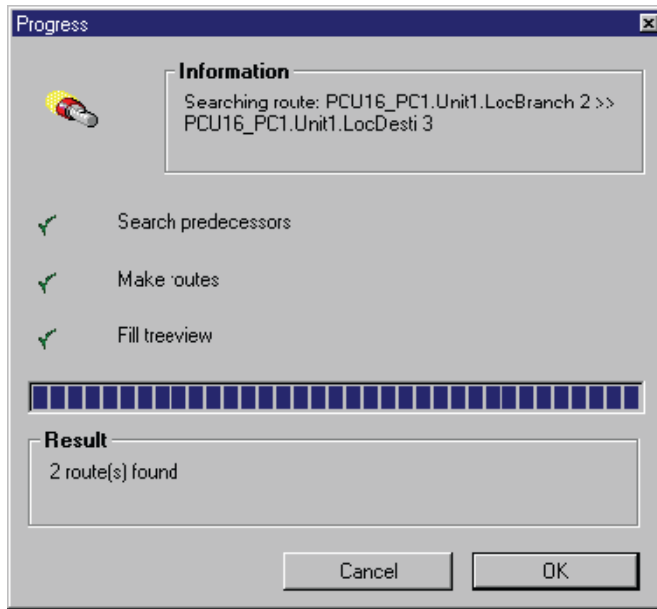 Progress
Information
Searching route: PCU16_PC1.Unit1.LocBranch 2 >>
PCU16_PC1.Unit1.LocDesti 3
Search predecessors
Make routes
Fill treeview
Result
2 route(s) found
Cancel
OK